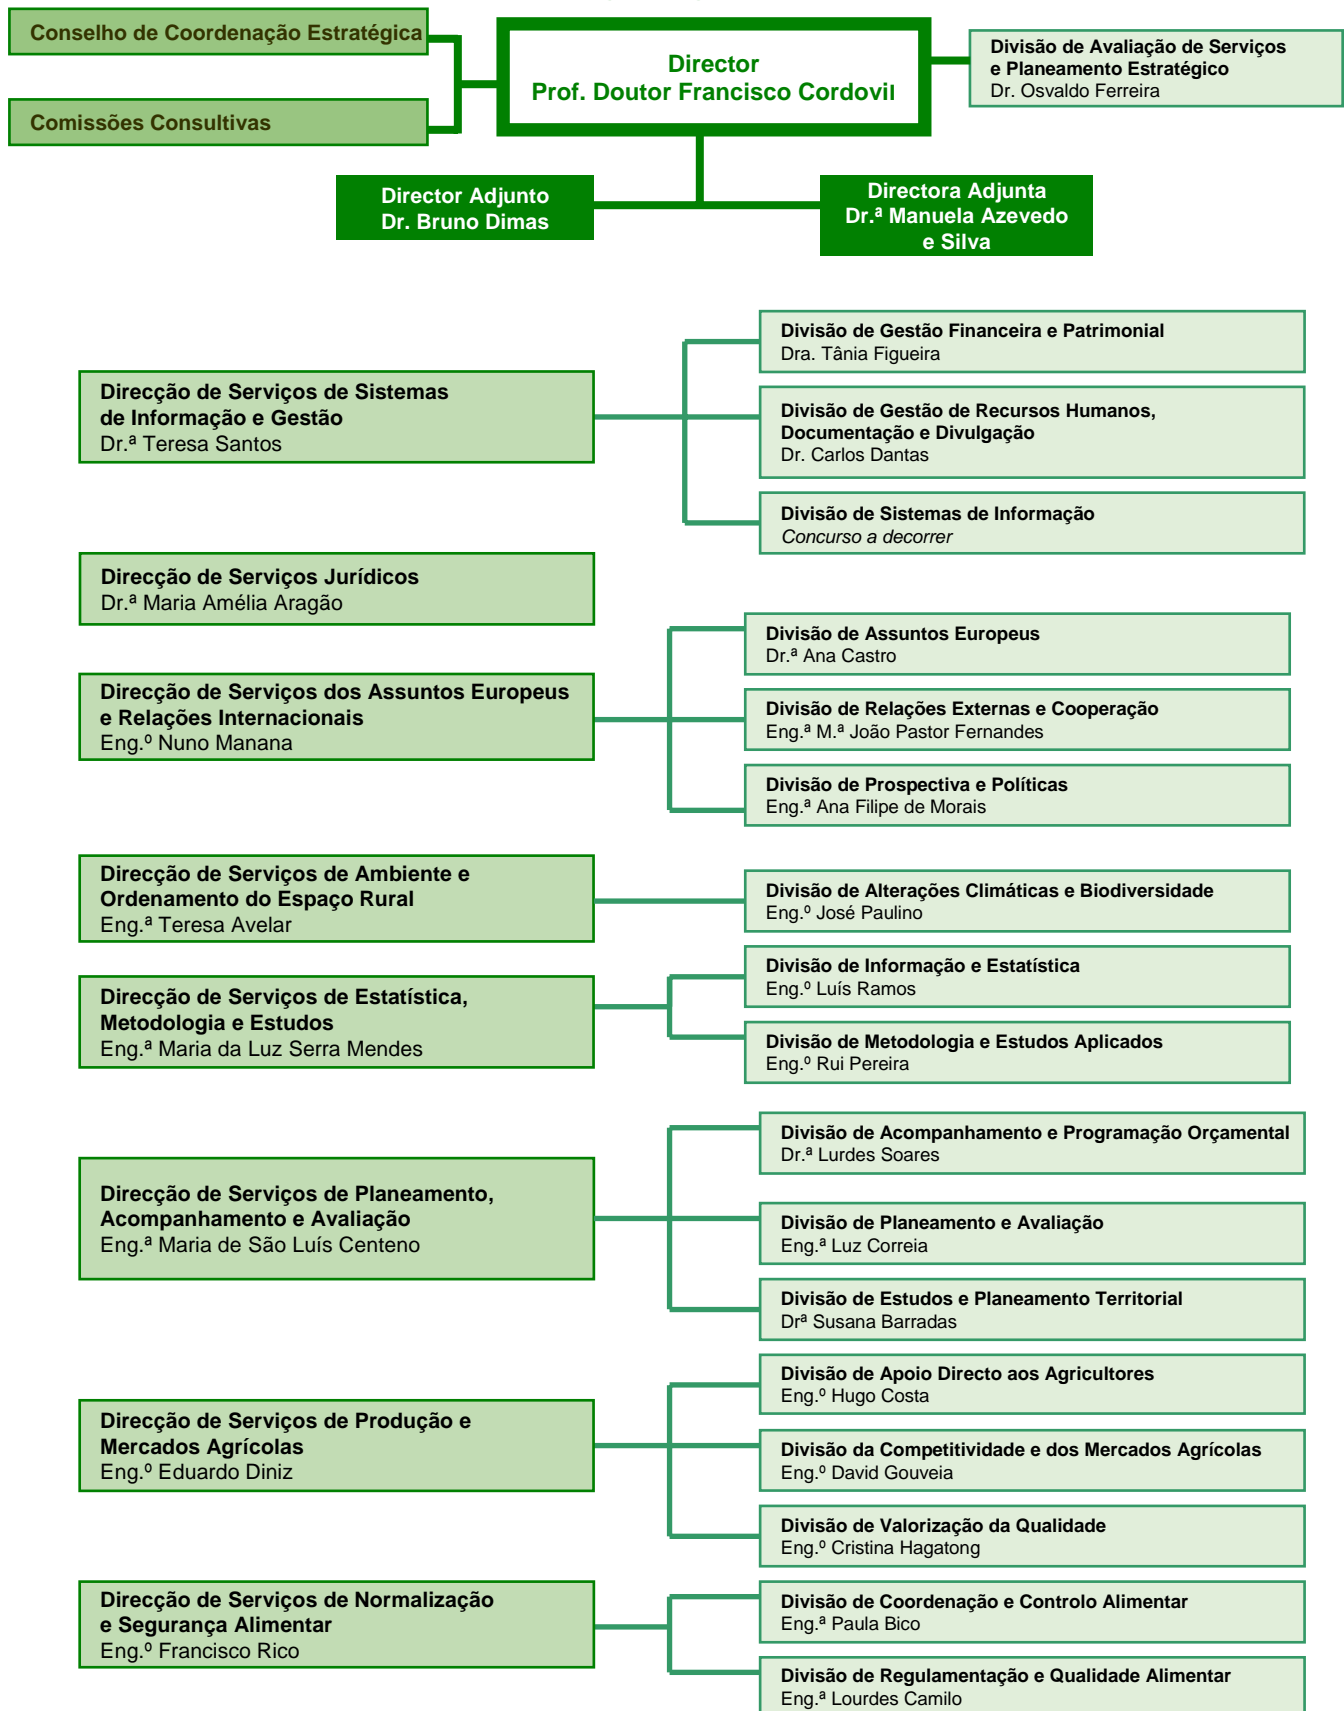 Conselho de Coordenação Estratégica
Comissões Consultivas
Director
Prof. Doutor Francisco Cordovil
Divisão de Avaliação de Serviços
e Planeamento Estratégico
Dr. Osvaldo Ferreira
Director Adjunto
Dr. Bruno Dimas
Directora Adjunta
Dr.ª Manuela Azevedo
e Silva
Direcção de Serviços de Sistemas
de Informação e Gestão
Dr.ª Teresa Santos
Divisão de Gestão Financeira e Patrimonial
Dra. Tânia Figueira
Divisão de Gestão de Recursos Humanos,
Documentação e Divulgação
Dr. Carlos Dantas
Divisão de Sistemas de Informação
Concurso a decorrer
Direcção de Serviços Jurídicos
Dr.ª Maria Amélia Aragão
Direcção de Serviços dos Assuntos Europeus
e Relações Internacionais
Eng.º Nuno Manana
Divisão de Assuntos Europeus
Dr.ª Ana Castro
Divisão de Relações Externas e Cooperação
Eng.ª M.ª João Pastor Fernandes
Divisão de Prospectiva e Políticas
Eng.ª Ana Filipe de Morais
Direcção de Serviços de Ambiente e
Ordenamento do Espaço Rural
Eng.ª Teresa Avelar
Divisão de Alterações Climáticas e Biodiversidade
Eng.º José Paulino
Direcção de Serviços de Estatística,
Metodologia e Estudos
Eng.ª Maria da Luz Serra Mendes
Divisão de Informação e Estatística
Eng.º Luís Ramos
Divisão de Metodologia e Estudos Aplicados
Eng.º Rui Pereira
Direcção de Serviços de Planeamento,
Acompanhamento e Avaliação
Eng.ª Maria de São Luís Centeno
Divisão de Acompanhamento e Programação Orçamental
Dr.ª Lurdes Soares
Divisão de Planeamento e Avaliação
Eng.ª Luz Correia
Divisão de Estudos e Planeamento Territorial
Drª Susana Barradas
Direcção de Serviços de Produção e
Mercados Agrícolas
Eng.º Eduardo Diniz
Divisão de Apoio Directo aos Agricultores
Eng.º Hugo Costa
Divisão da Competitividade e dos Mercados Agrícolas
Eng.º David Gouveia
Divisão de Valorização da Qualidade
Eng.º Cristina Hagatong
Direcção de Serviços de Normalização
e Segurança Alimentar
Eng.º Francisco Rico
Divisão de Coordenação e Controlo Alimentar
Eng.ª Paula Bico
Divisão de Regulamentação e Qualidade Alimentar
Eng.ª Lourdes Camilo